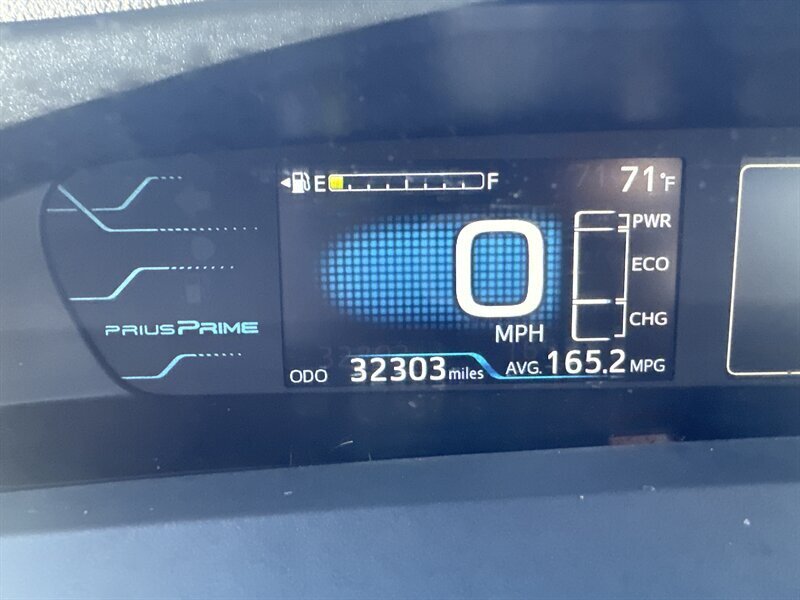 E F 71°F
PWR
ECO
0
CHG
MPH
PRIUS PRIME
ODO 32303 miles AVG. 165.2 MPG